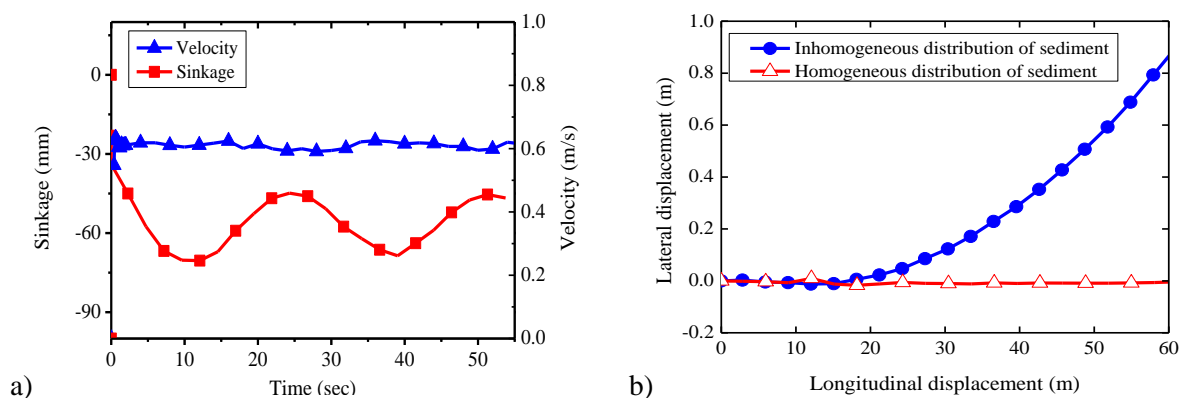 Velocity
Sinkage
0
-30
-60
-90
Sinkage (mm)
1.0
0.8
0.6
0.4
0.2
0.0
Velocity (m/s)
0 10 20 30 40 50
Time (sec)
a)
Inhomogeneous distribution of sediment
Homogeneous distribution of sediment
1.0
0.8
0.6
0.4
0.2
0.0
-0.2
Lateral displacement (m)
0 10 20 30 40 50 60
Longitudinal displacement (m)
b)